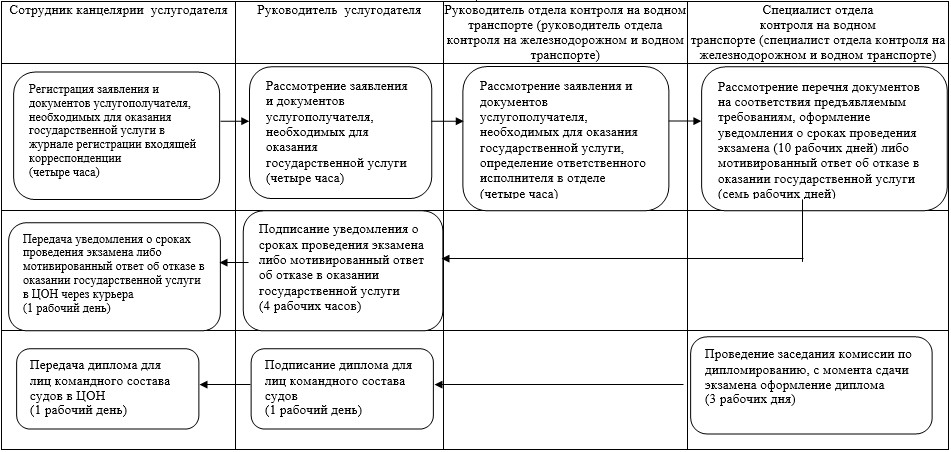 Сотрудник канцелярии услугодателя
Руководитель услугодателя
Руководитель отдела контроля на водном
транспорте (руководитель отдела
контроля на железнодорожном и водном
транспорте)
Специалист отдела
контроля на водном
транспорте (специалист отдела контроля на
железнодорожном и водном транспорте)
Регистрация заявления и
документов услугополучателя,
необходимых для оказания
государственной услуги в
журнале регистрации входящей
корреспонденции
(четыре часа)
Рассмотрение заявления
и документов
услугополучателя,
необходимых для
оказания
государственной услуги
(четыре часа)
Рассмотрение заявления и
документов
услугополучателя,
необходимых для оказания
государственной услуги,
определение ответственного
исполнителя в отделе
(четыре часа)
Рассмотрение перечня документов
на соответствия предъявляемым
требованиям, оформление
уведомления о сроках проведения
экзамена (10 рабочих дней) либо
мотивированный ответ об отказе в
оказании государственной услуги
(семь рабочих дней)
Передача уведомления о сроках
проведения экзамена либо
мотивированный ответ об отказе в
оказании государственной услуги
в ЦОН через курьера
(1 рабочий день)
Подписание уведомления о
сроках проведения экзамена
либо мотивированный ответ
об отказе в оказании
государственной услуги
(4 рабочих часов)
Передача диплома для
лиц командного состава
судов в ЦОН
(1 рабочий день)
Подписание диплома для
лиц командного состава
судов
(1 рабочий день)
Проведение заседания комиссии по
дипломированию, с момента сдачи
экзамена оформление диплома
(3 рабочих дня)